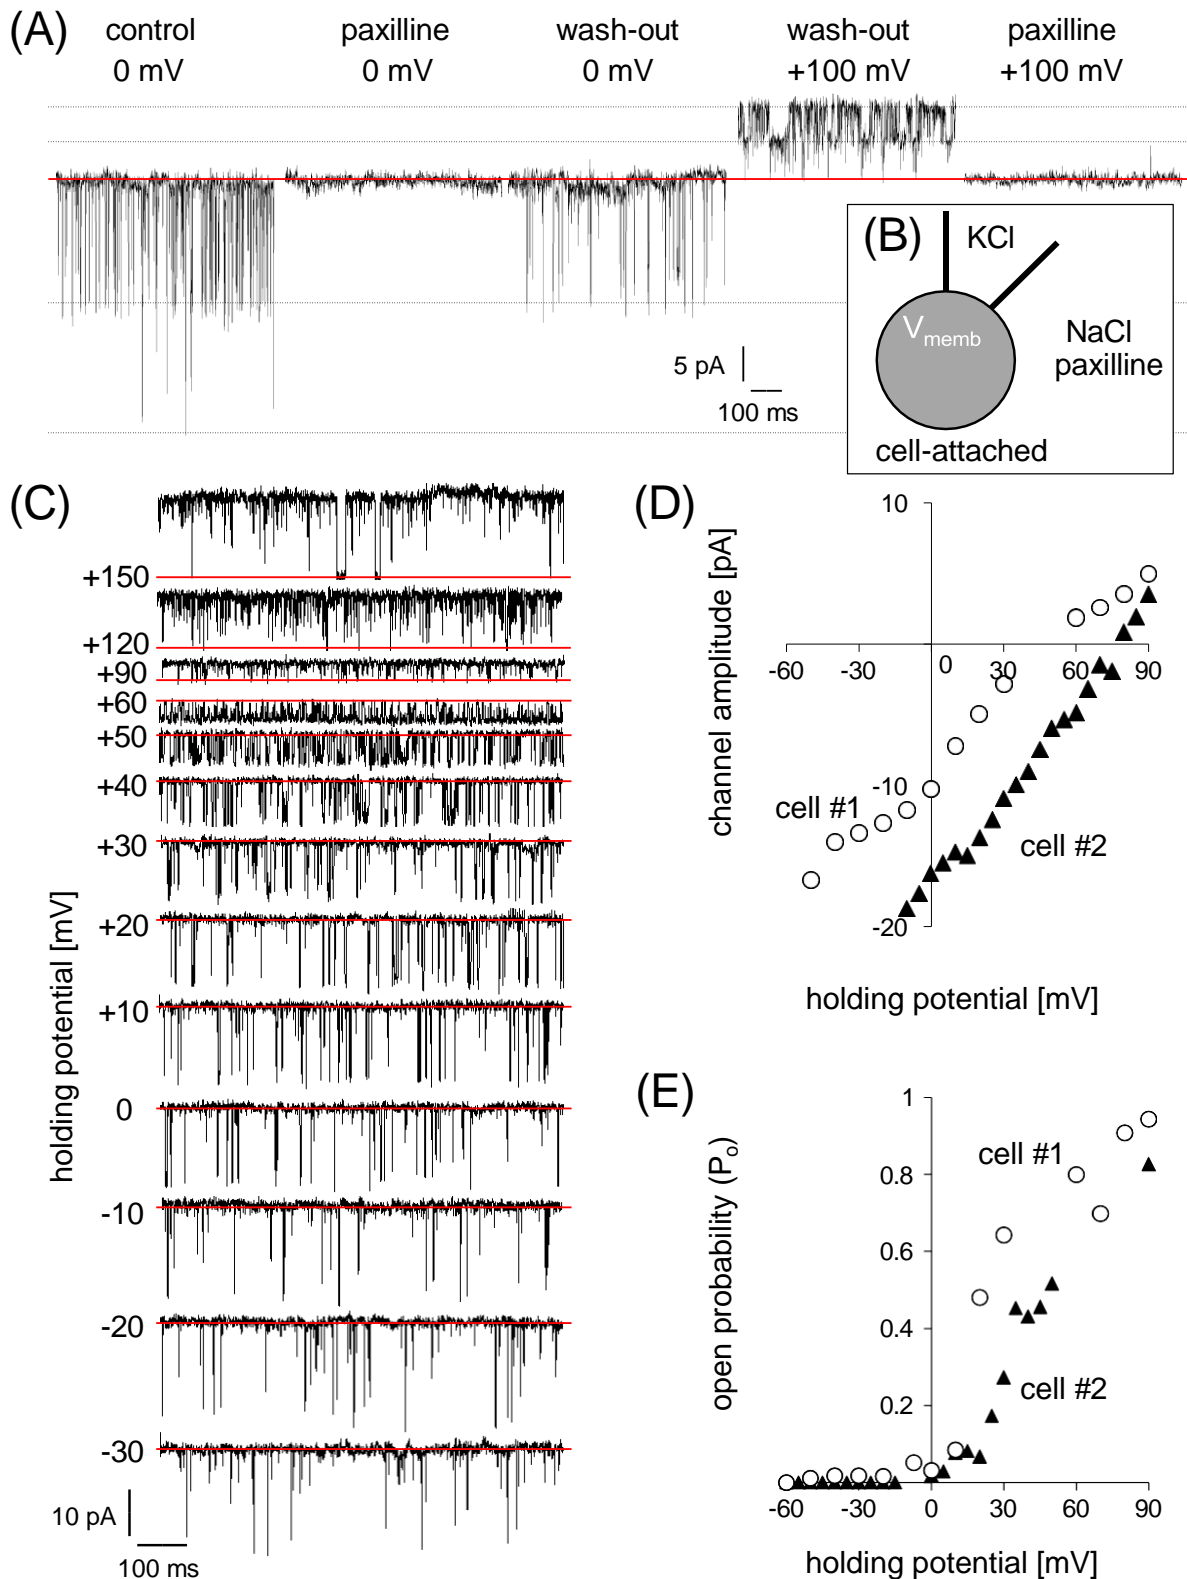 (A)
control
0 mV
paxilline
0 mV
wash-out
0 mV
wash-out
+100 mV
paxilline
+100 mV
5 pA
100 ms
(B)
KCl
V_memb
NaCl
paxilline
cell-attached
(C)
holding potential [mV]
+150
+120
+90
+60
+50
+40
+30
+20
+10
0
-10
-20
-30
10 pA
100 ms
(D)
channel amplitude [pA]
10
-10
-20
-60
-30
0
30
60
90
cell #1
cell #2
holding potential [mV]
(E)
open probability (P_o)
1
0.8
0.6
0.4
0.2
-60
-30
0
30
60
90
cell #1
cell #2
holding potential [mV]